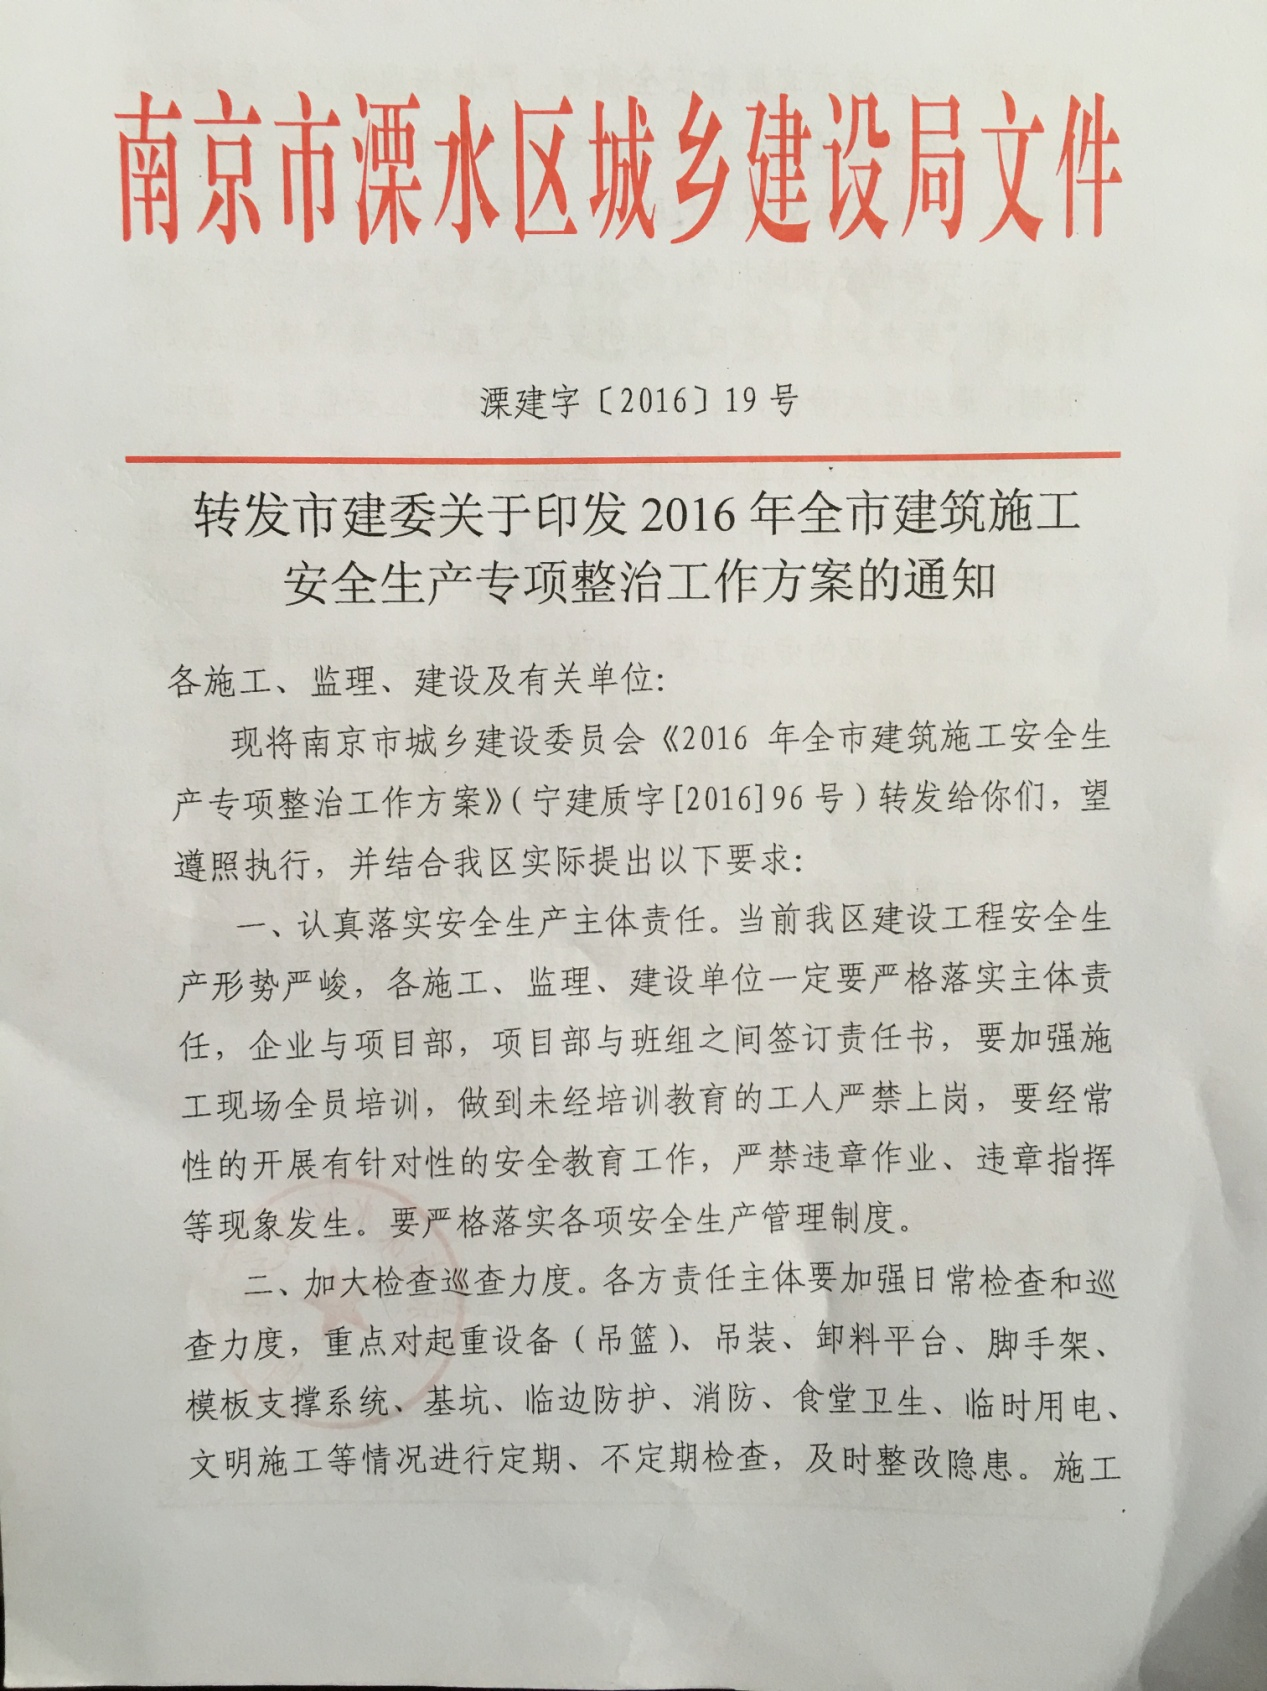 南京市溧水区城乡建设局文件
溧建字〔2016〕19号
转发市建委关于印发2016年全市建筑施工
安全生产专项整治工作方案的通知
各施工、监理、建设及有关单位：
现将南京市城乡建设委员会《2016 年全市建筑施工安全生
产专项整治工作方案》（宁建质字[2016]96号）转发给你们，望
遵照执行，并结合我区实际提出以下要求：
一、认真落实安全生产主体责任。当前我区建设工程安全生
产形势严峻，各施工、监理、建设单位一定要严格落实主体责
任，企业与项目部，项目部与班组之间签订责任书，要加强施
工现场全员培训，做到未经培训教育的工人严禁上岗，要经常
性的开展有针对性的安全教育工作，严禁违章作业、违章指挥
等现象发生。要严格落实各项安全生产管理制度。
二、加大检查巡查力度。各方责任主体要加强日常检查和巡
查力度，重点对起重设备（吊篮）、吊装、卸料平台、脚手架、
模板支撑系统、基坑、临边防护、消防、食堂卫生、临时用电、
文明施工等情况进行定期、不定期检查，及时整改隐患。施工